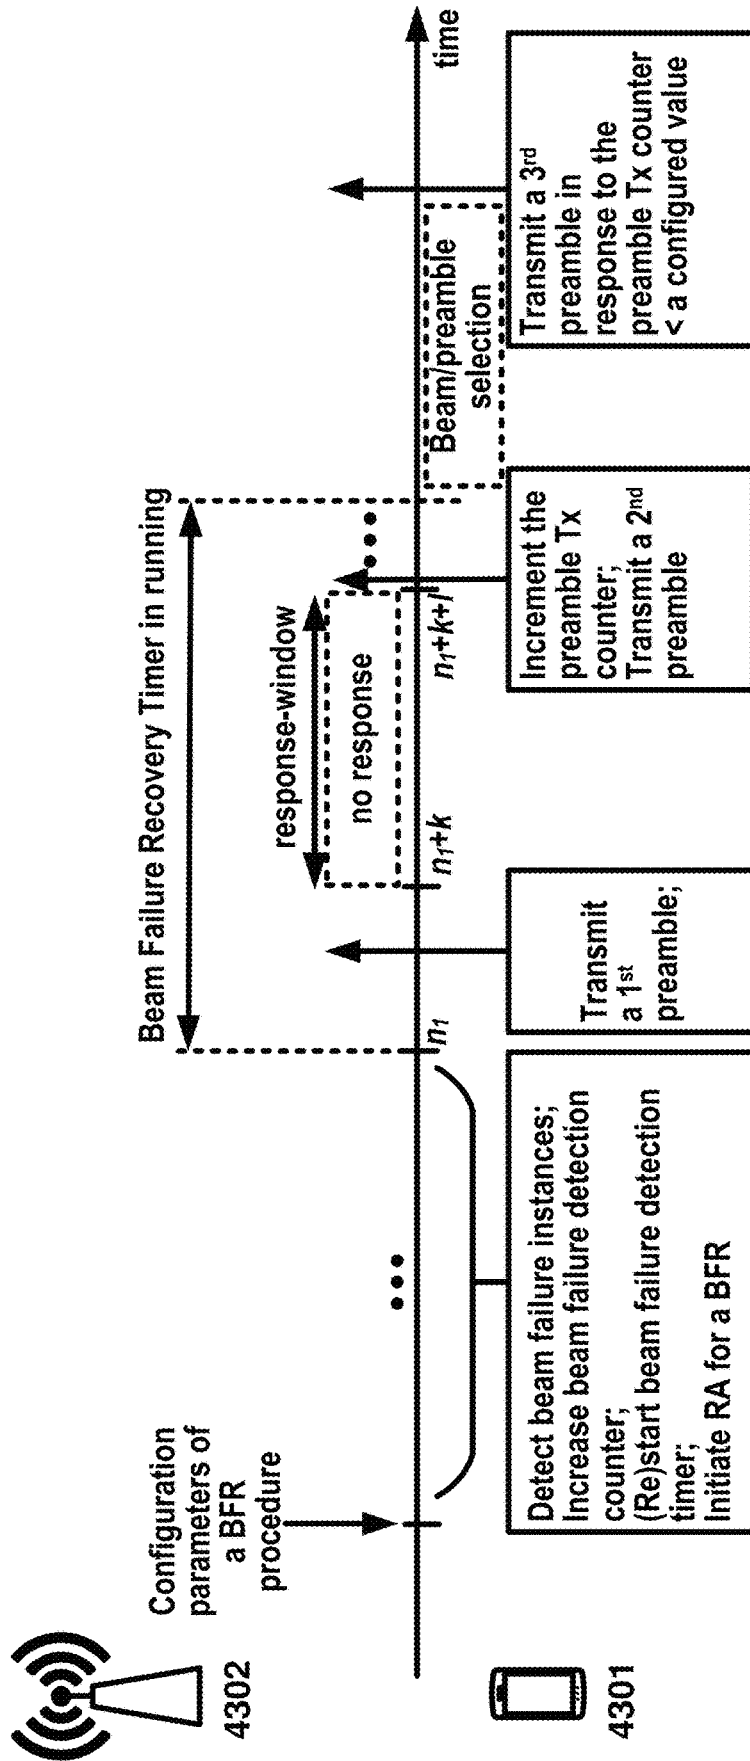 4302
Configuration
parameters of
a BFR
procedure
Beam Failure Recovery Timer in running
response-window
no response
n1
n1+k
n1+k+l
time
Beam/preamble
selection
4301
Detect beam failure instances;
Increase beam failure detection
counter;
(Re)start beam failure detection
timer;
Initiate RA for a BFR
Transmit
a 1st
preamble;
Increment the
preamble Tx
counter;
Transmit a 2nd
preamble
Transmit a 3rd
preamble in
response to the
preamble Tx counter
< a configured value